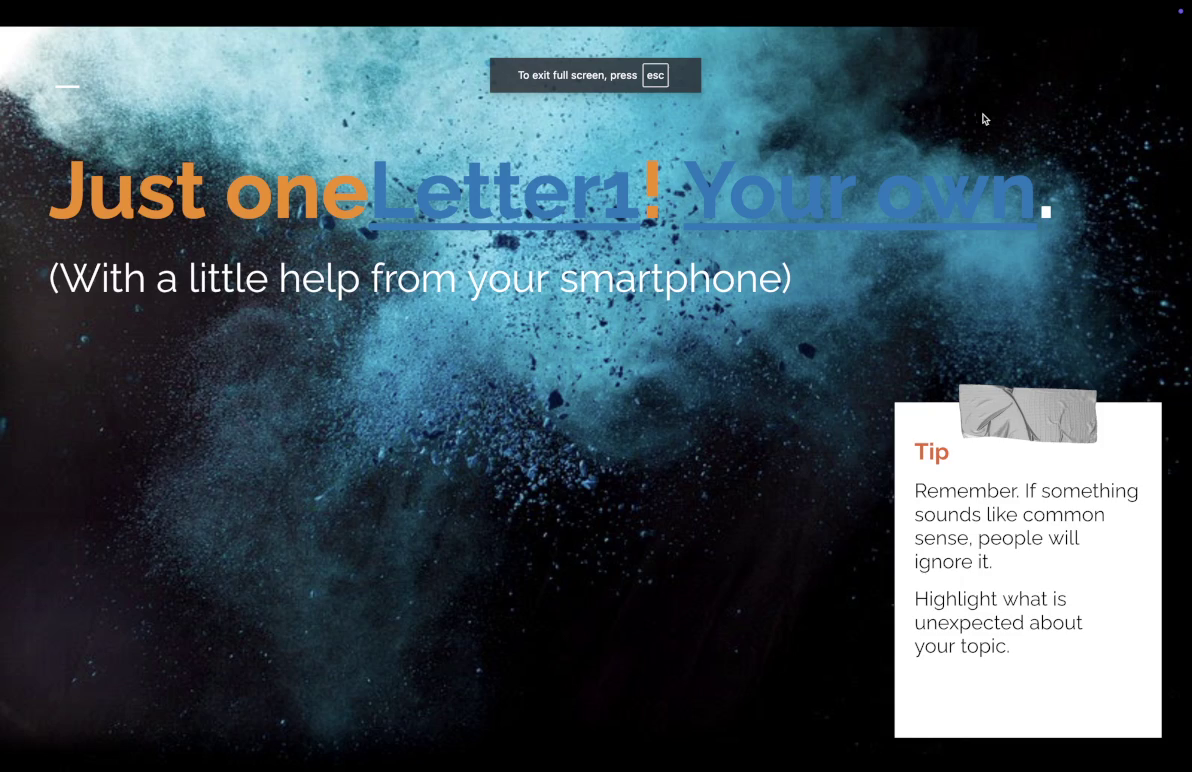 To exit full screen, press esc
Just oneLetter1! Your own.
(With a little help from your smartphone)
Tip
Remember. If something
sounds like common
sense, people will
ignore it.
Highlight what is
unexpected about
your topic.